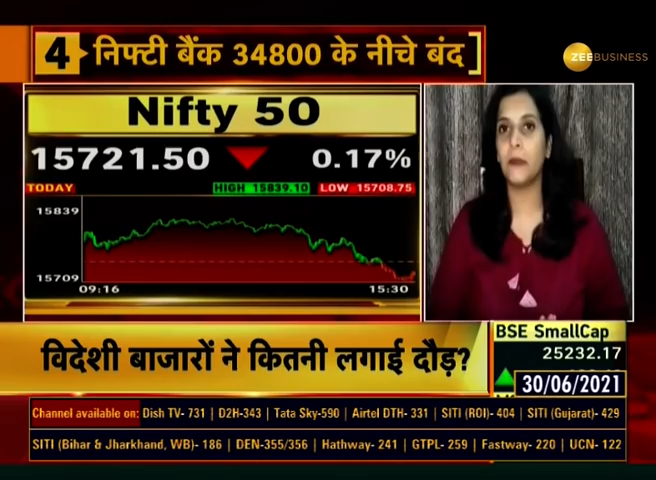 4 निफ्टी बैंक 34800 के नीचे बंद
ZEEBUSINESS
Nifty 50
15721.50 0.17%
TODAY HIGH 15839.10 LOW 15708.75
15839
15709
09:16 15:30
विदेशी बाजारों ने कितनी लगाई दौड़?
BSE SmallCap
25232.17
30/06/2021
Channel available on: Dish TV- 731 | D2H-343 | Tata Sky-590 | Airtel DTH- 331 | SITI (ROI)- 404 | SITI (Gujarat)- 429
SITI (Bihar & Jharkhand, WB)- 186 | DEN-355/356 | Hathway- 241 | GTPL- 259 | Fastway- 220 | UCN- 122